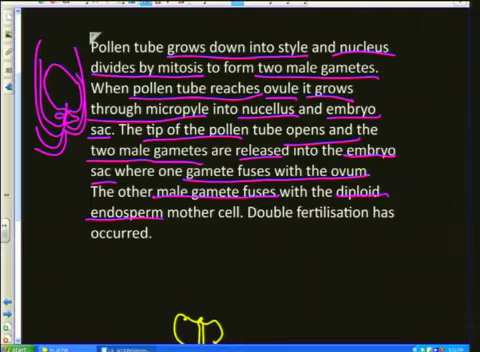 Pollen tube grows down into style and nucleus
divides by mitosis to form two male gametes.
When pollen tube reaches ovule it grows
through micropyle into nucellus and embryo
sac. The tip of the pollen tube opens and the
two male gametes are released into the embryo
sac where one gamete fuses with the ovum.
The other male gamete fuses with the diploid
endosperm mother cell. Double fertilisation has
occurred.
start